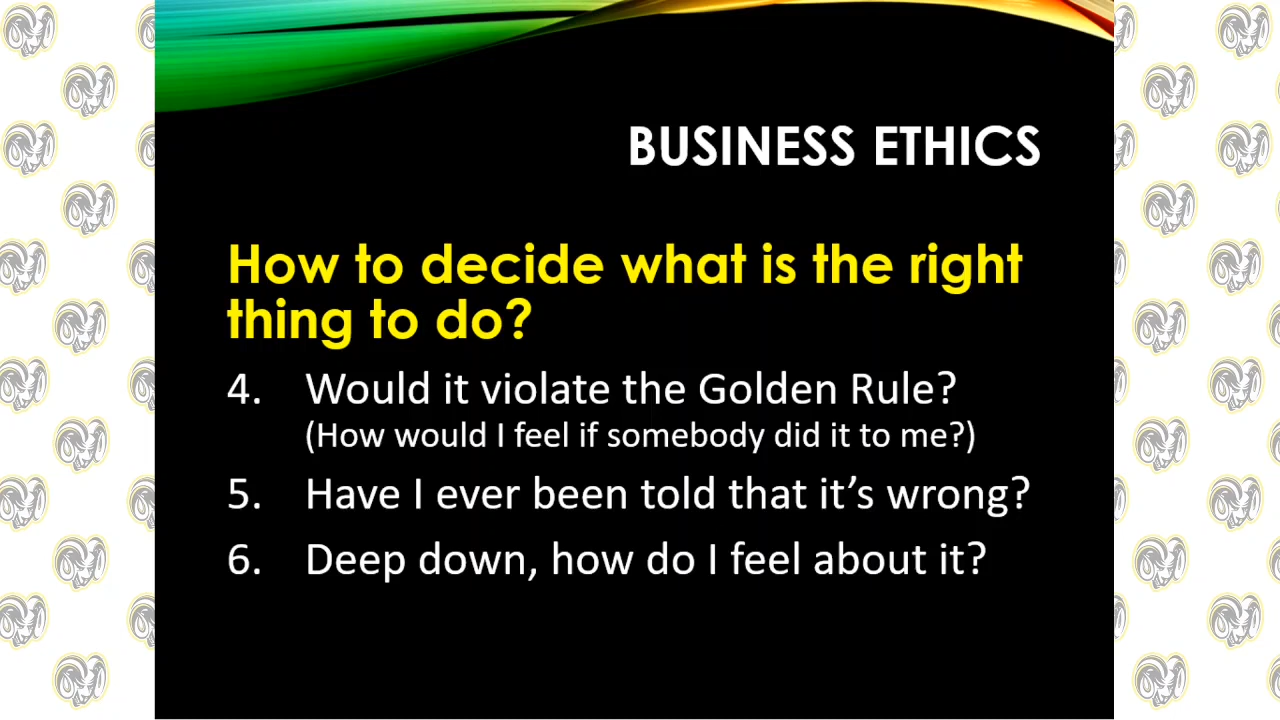 BUSINESS ETHICS
How to decide what is the right
thing to do?
4. Would it violate the Golden Rule?
(How would I feel if somebody did it to me?)
5. Have I ever been told that it’s wrong?
6. Deep down, how do I feel about it?